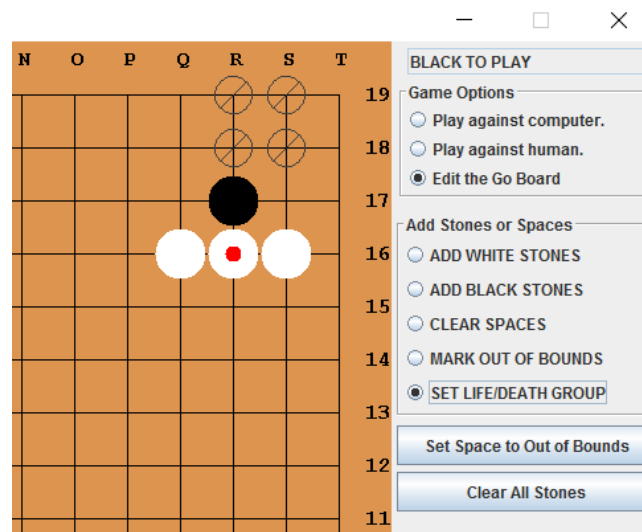 N O P Q R S T
BLACK TO PLAY
19
Game Options
Play against computer.
18
Play against human.
Edit the Go Board
17
Add Stones or Spaces
16
ADD WHITE STONES
ADD BLACK STONES
15
CLEAR SPACES
14
MARK OUT OF BOUNDS
13
SET LIFE/DEATH GROUP
12
Set Space to Out of Bounds
Clear All Stones
11